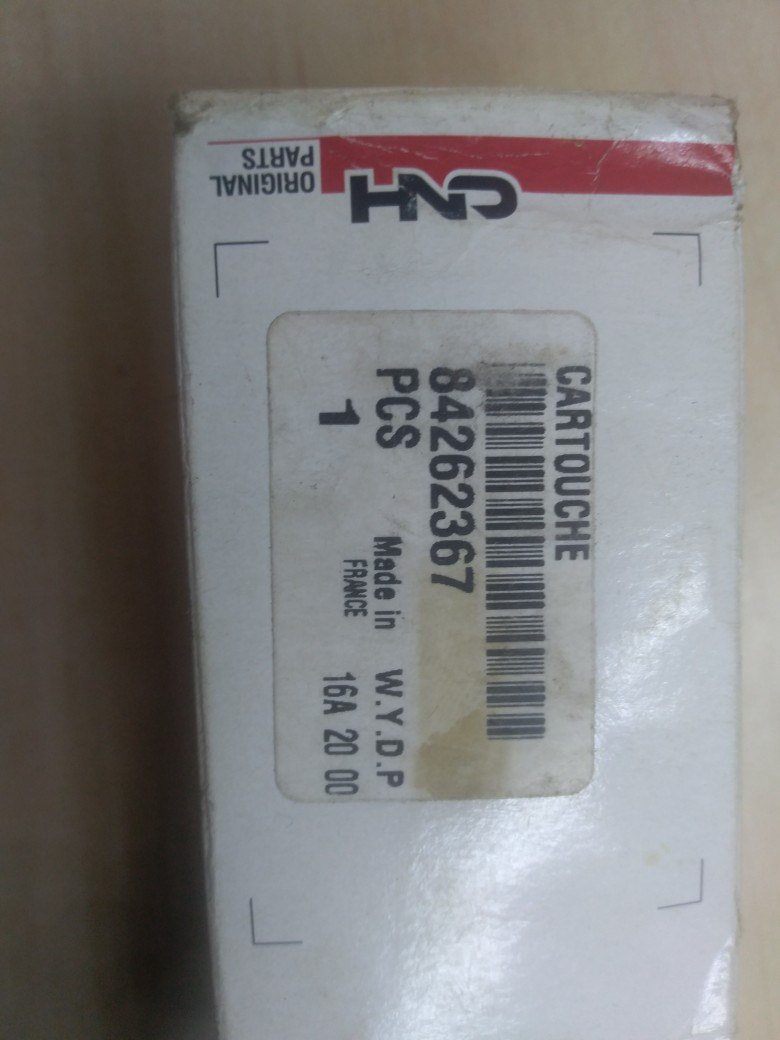 CNH
ORIGINAL
PARTS
CARTOUCHE
84262367
PCS
1
Made in
FRANCE
W.Y.D.P
16A 20 00